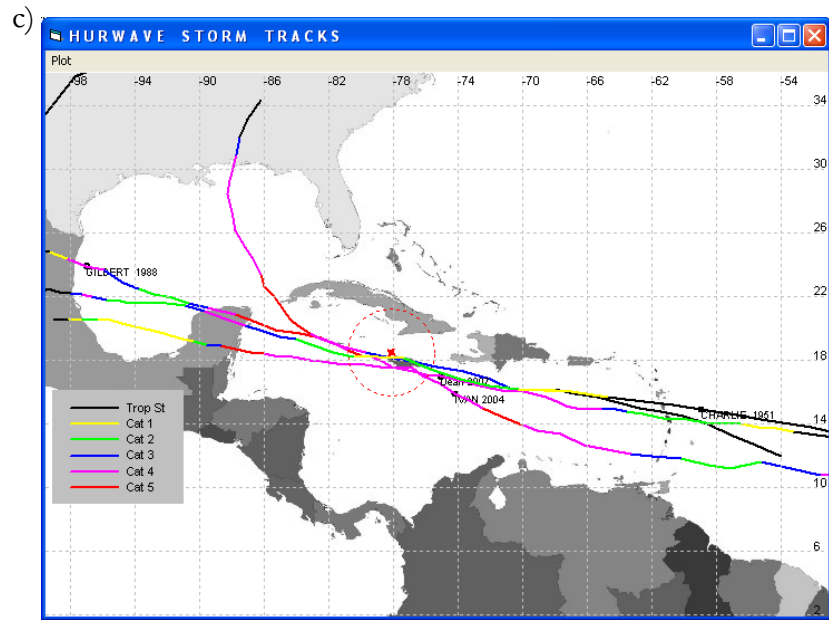 c)
HURWAVE STORM TRACKS
Plot
-98 -94 -90 -86 -82 -78 -74 -70 -66 -62 -58 -54
34
30
26
GILBERT 1988
22
18
Dean 2007
IVAN 2004
CHARLIE 1951
14
10
6
2
Trop St
Cat 1
Cat 2
Cat 3
Cat 4
Cat 5